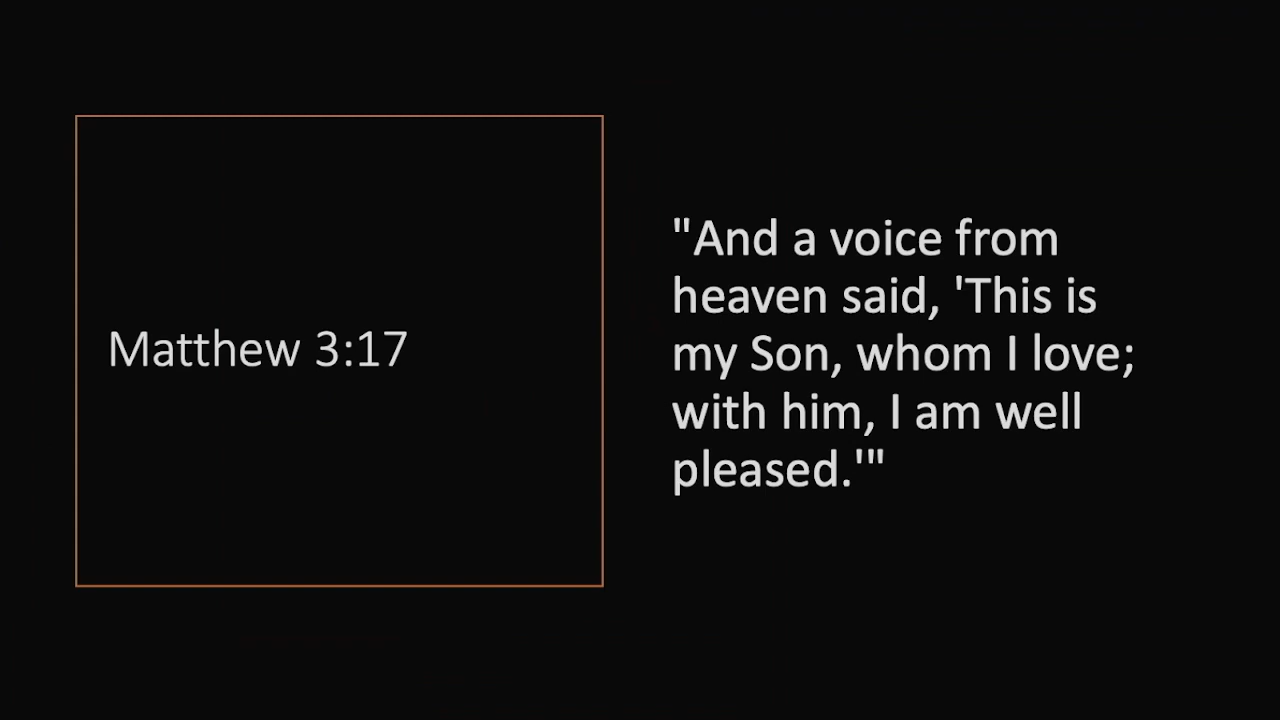 Matthew 3:17
"And a voice from
heaven said, 'This is
my Son, whom I love;
with him, I am well
pleased.'"